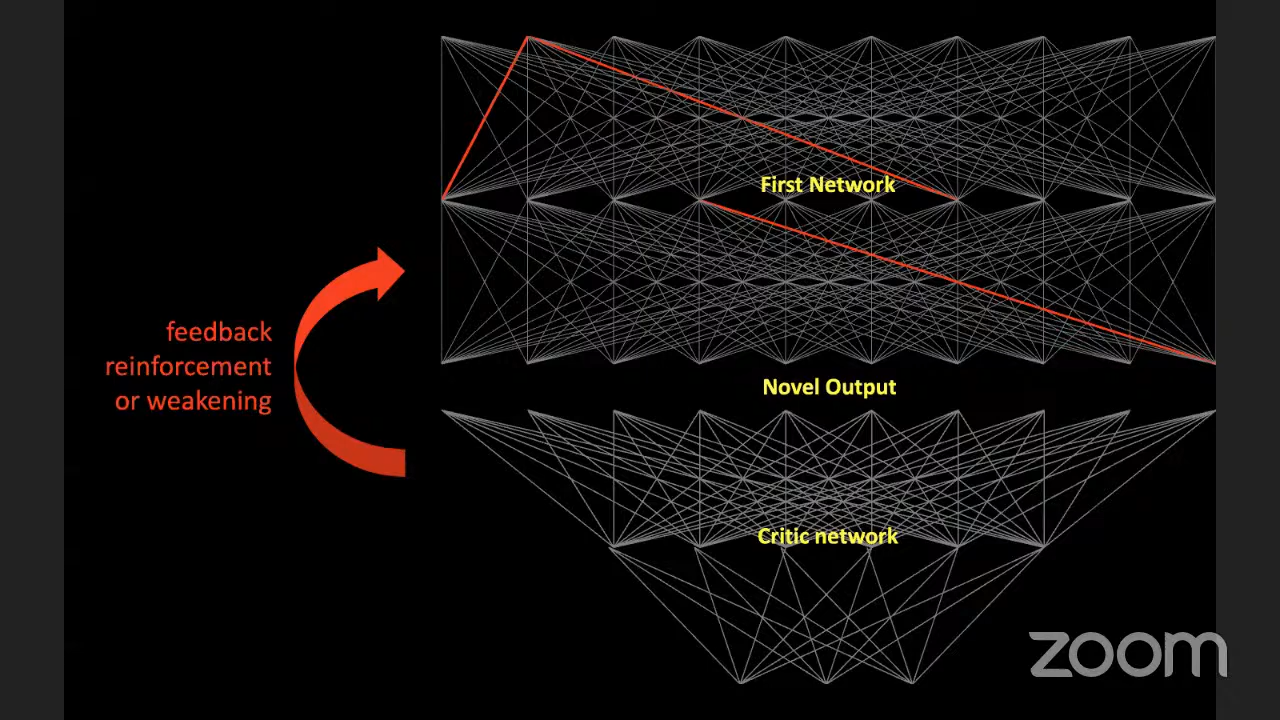 First Network
feedback
reinforcement
or weakening
Novel Output
Critic network
zoom